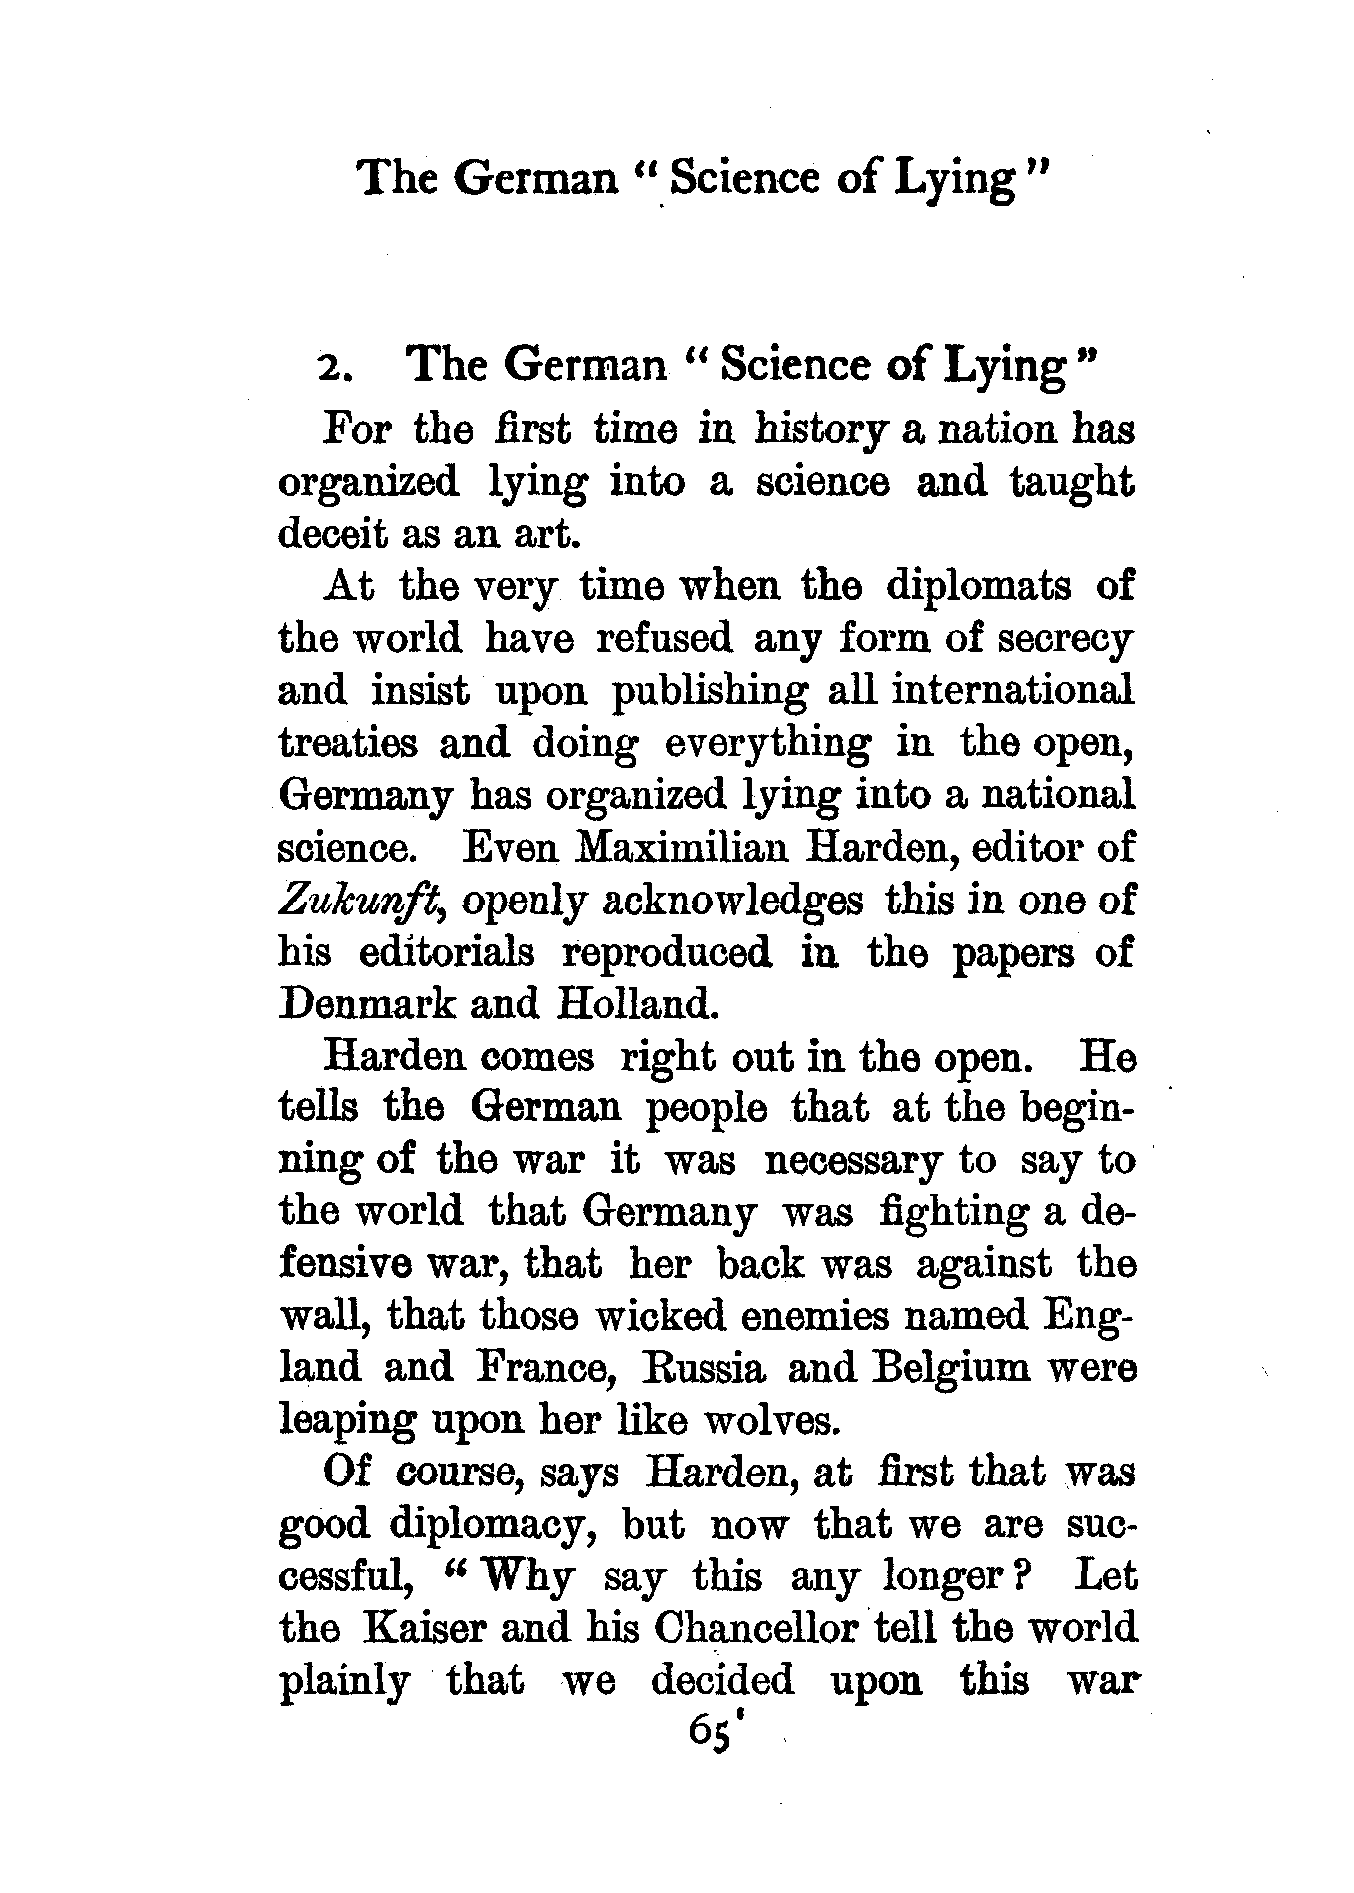 The German “ Science of Lying ”
2. The German “ Science of Lying ”
For the first time in history a nation has
organized lying into a science and taught
deceit as an art.
At the very time when the diplomats of
the world have refused any form of secrecy
and insist upon publishing all international
treaties and doing everything in the open,
Germany has organized lying into a national
science. Even Maximilian Harden, editor of
Zukunft, openly acknowledges this in one of
his editorials reproduced in the papers of
Denmark and Holland.
Harden comes right out in the open. He
tells the German people that at the begin-
ning of the war it was necessary to say to
the world that Germany was fighting a de-
fensive war, that her back was against the
wall, that those wicked enemies named Eng-
land and France, Russia and Belgium were
leaping upon her like wolves.
Of course, says Harden, at first that was
good diplomacy, but now that we are suc-
cessful, “ Why say this any longer ? Let
the Kaiser and his Chancellor tell the world
plainly that we decided upon this war
65